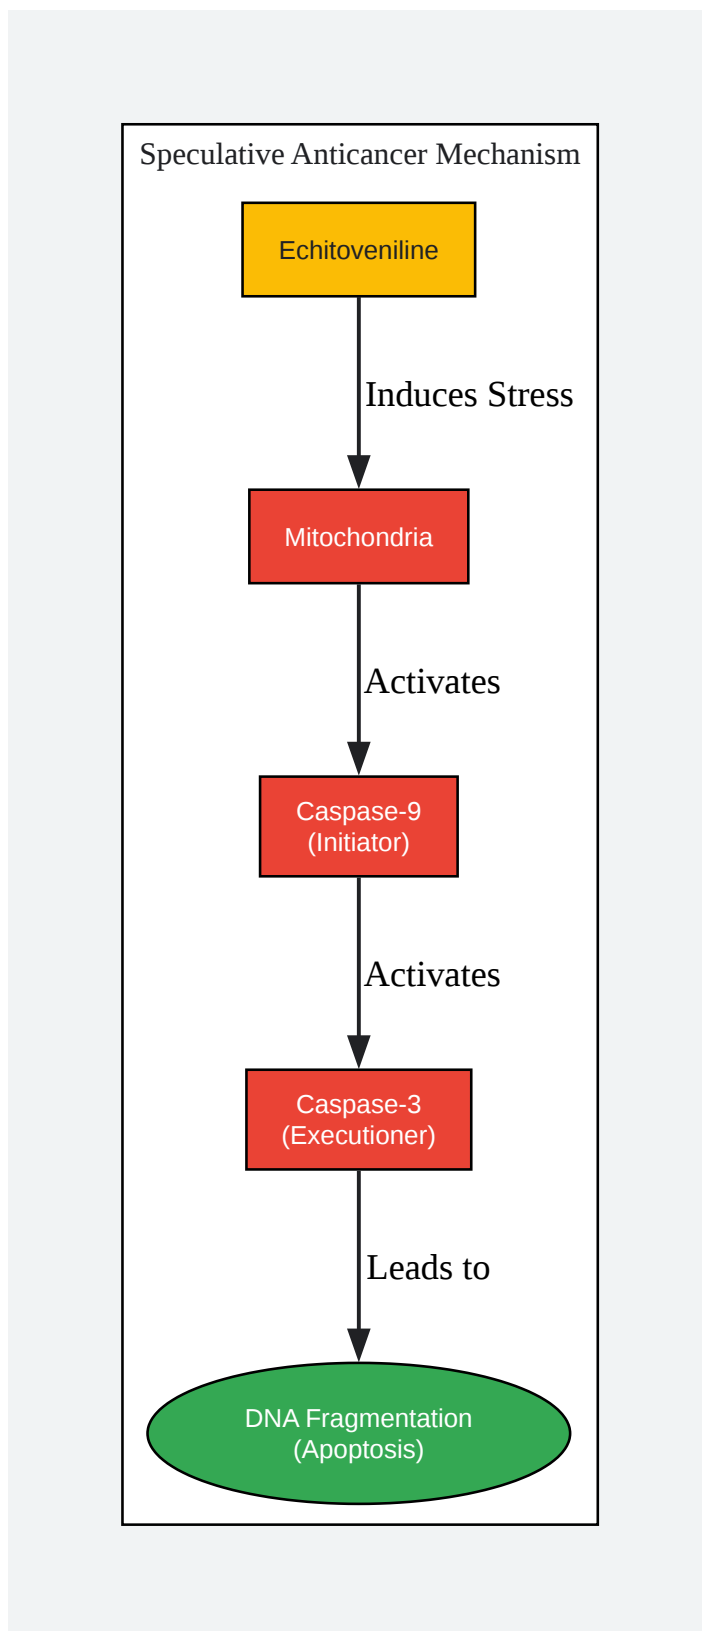 Speculative Anticancer Mechanism
Echitoveniline
Induces Stress
Mitochondria
Activates
Caspase-9
(Initiator)
Activates
Caspase-3
(Executioner)
Leads to
DNA Fragmentation
(Apoptosis)